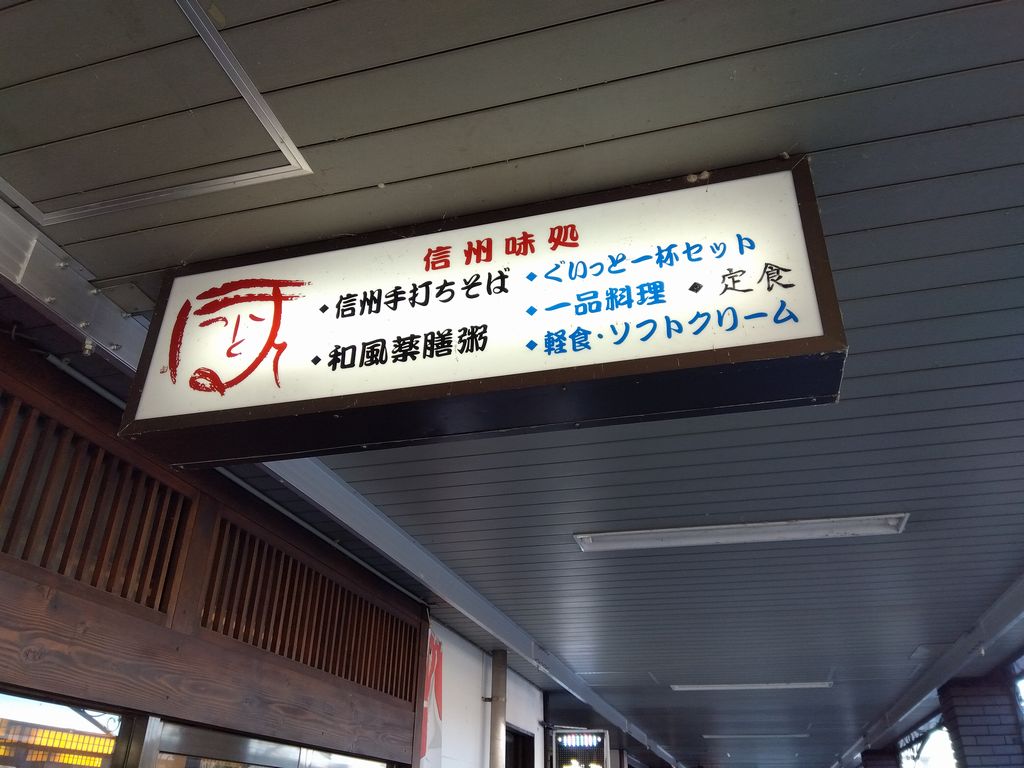 信州味処
・信州手打ちそば
・和風薬膳粥
◆ぐいっと一杯セット
◆一品料理
◆定食
◆軽食・ソフトクリーム